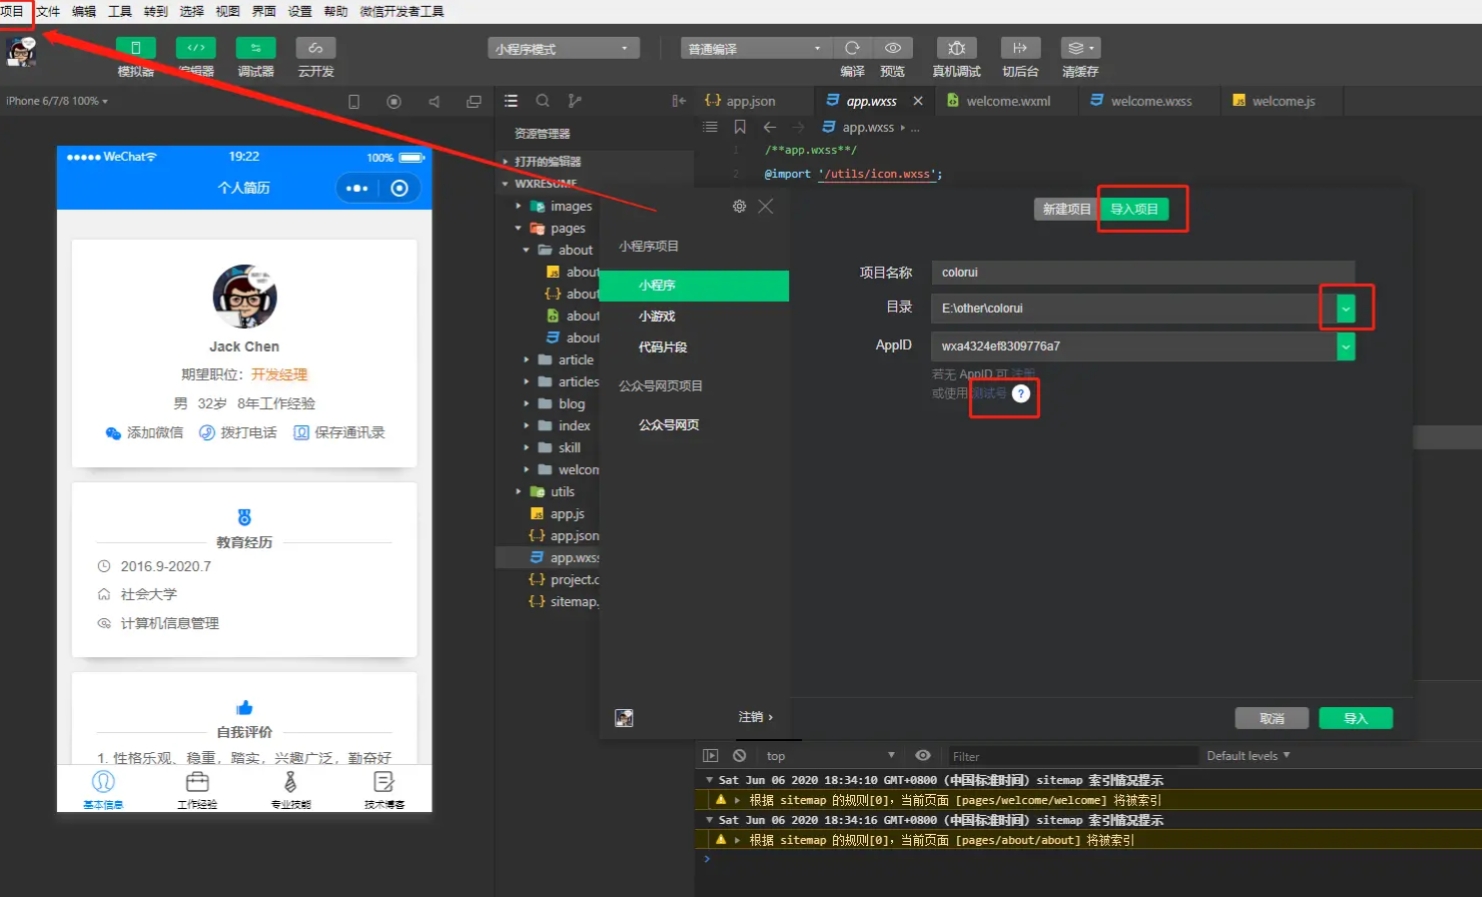 项目 文件 编辑 工具 转到 选择 视图 界面 设置 帮助 微信开发者工具
小程序模式
普通编译
模拟器 编辑器 调试器 云开发
编译 预览 真机调试 切后台 清缓存
iPhone 6/7/8 100%
WeChat
19:22
100%
个人简历
Jack Chen
期望职位：开发经理
男 32岁 8年工作经验
添加微信 拨打电话 保存通讯录
教育经历
2016.9-2020.7
社会大学
计算机信息管理
自我评价
1. 性格乐观、稳重，踏实，兴趣广泛，勤奋好
基本信息 工作经验 专业技能 技术博客
资源管理器
打开的编辑器
WXRESUME
images
pages
about
about
about
about
about
article
articles
blog
index
skill
welcom
utils
app.js
app.json
app.wxs
project.c
sitemap.
app.json
app.wxss
welcome.wxml
welcome.wxss
welcome.js
app.wxss ...
1 /**app.wxss**/
2 @import '/utils/icon.wxss';
小程序项目
小程序
小游戏
代码片段
公众号网页项目
公众号网页
注销 ›
新建项目 导入项目
项目名称 colorui
目录 E:\other\colorui
AppID wxa4324ef8309776a7
若无 AppID 可 注册
或使用 测试号 ?
取消 导入
top
Filter
Default levels
Sat Jun 06 2020 18:34:10 GMT+0800 (中国标准时间) sitemap 索引情况提示
根据 sitemap 的规则[0]，当前页面 [pages/welcome/welcome] 将被索引
Sat Jun 06 2020 18:34:16 GMT+0800 (中国标准时间) sitemap 索引情况提示
根据 sitemap 的规则[0]，当前页面 [pages/about/about] 将被索引